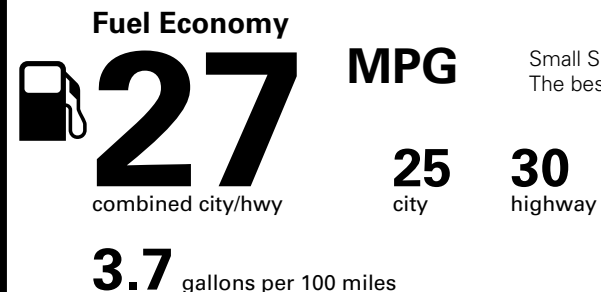 Fuel Economy
27 MPG
Small S
The bes
25 30
combined city/hwy city highway
3.7 gallons per 100 miles